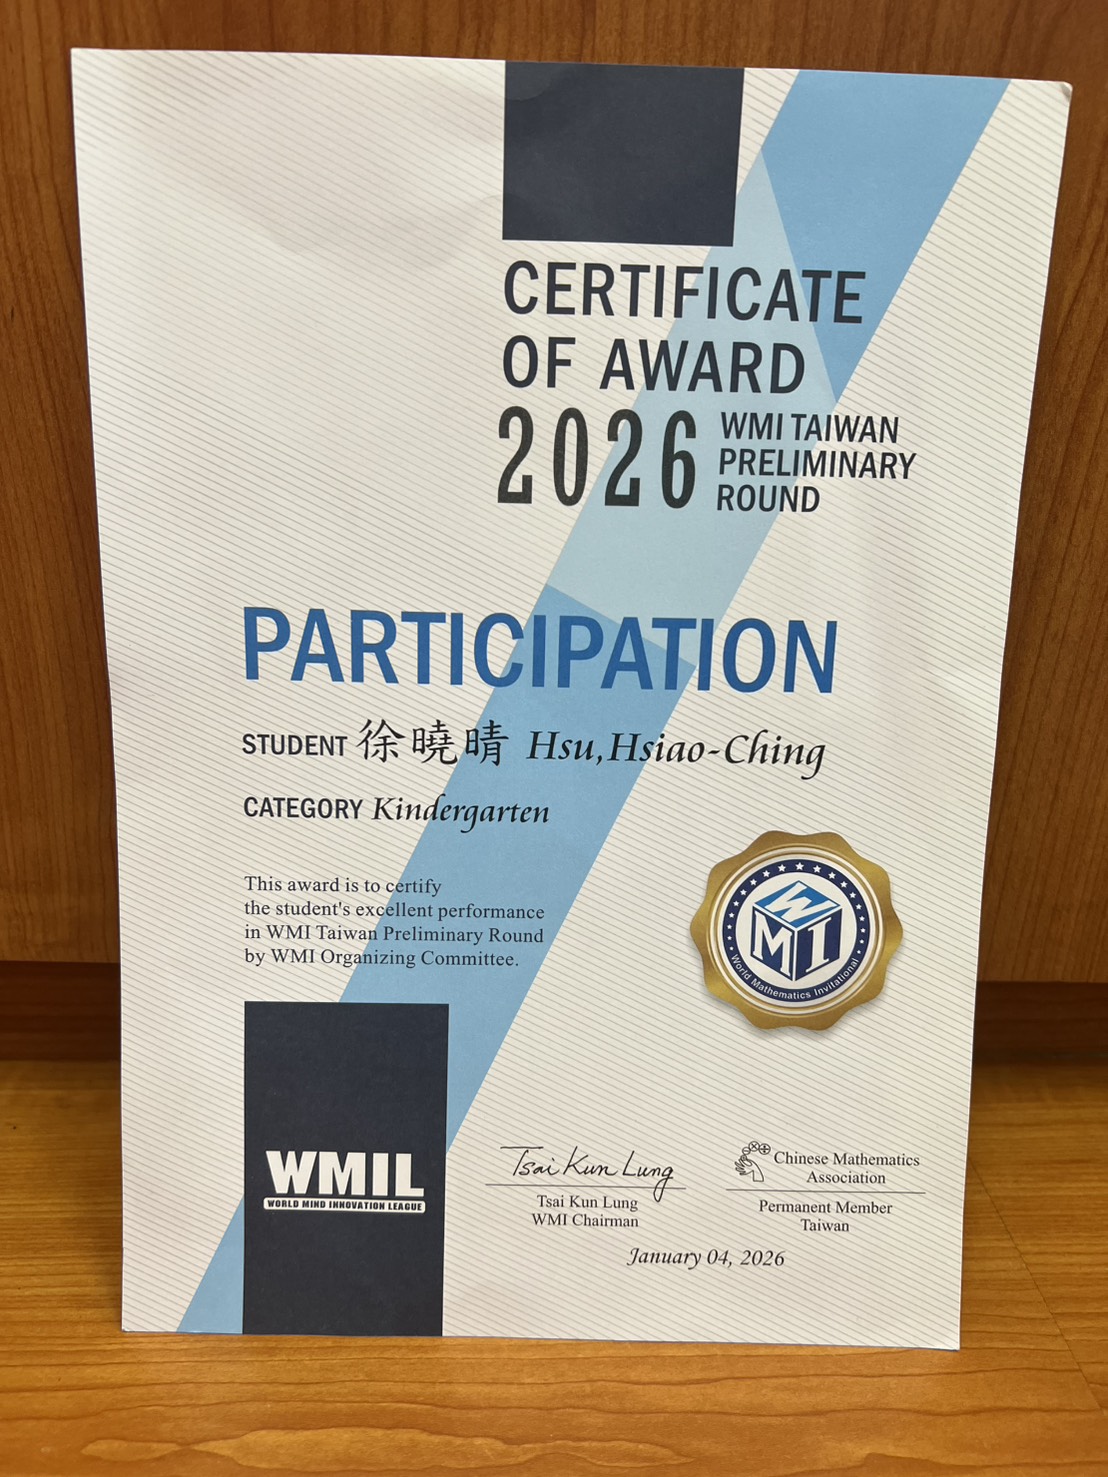 CERTIFICATE
OF AWARD
2026 WMI TAIWAN
PRELIMINARY
ROUND
PARTICIPATION
STUDENT 徐曉晴 Hsu,Hsiao-Ching
CATEGORY Kindergarten
This award is to certify
the student's excellent performance
in WMI Taiwan Preliminary Round
by WMI Organizing Committee.
WMI
World Mathematics Invitational
WMIL
WORLD MIND INNOVATION LEAGUE
Tsai Kun Lung
Tsai Kun Lung
WMI Chairman
Chinese Mathematics
Association
Permanent Member
Taiwan
January 04, 2026